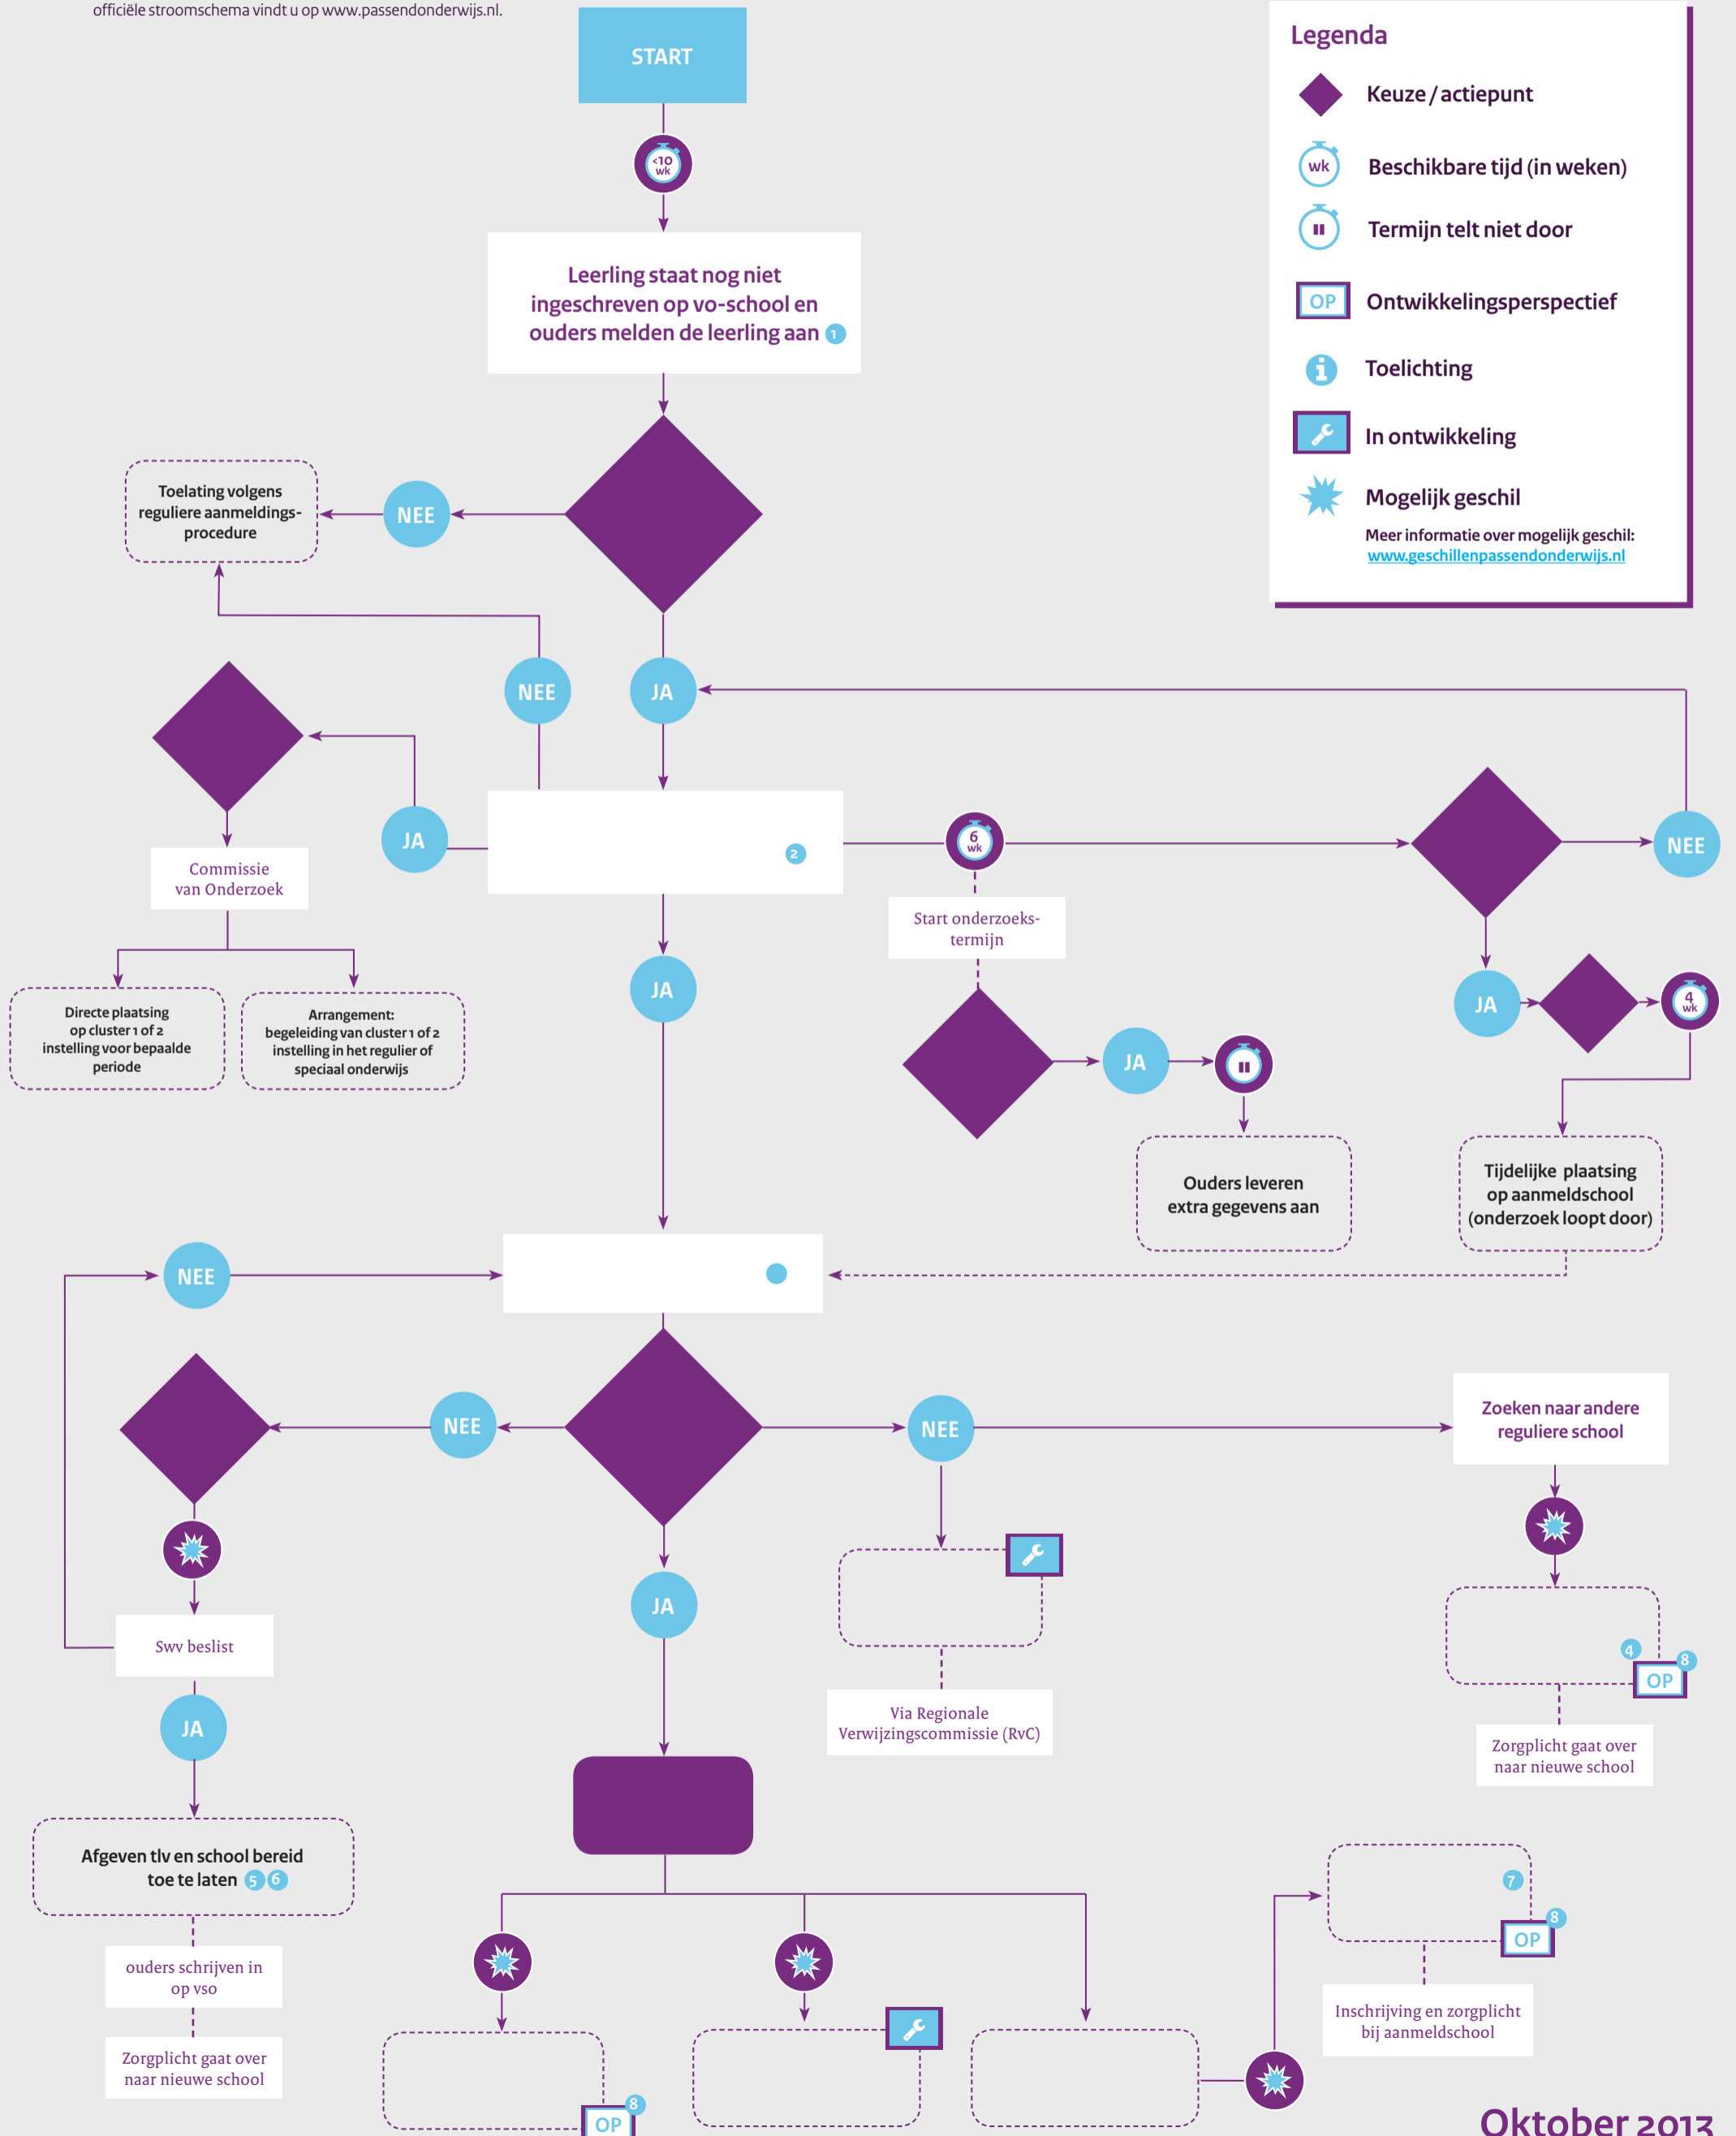 officiële stroomschema vindt u op www.passendonderwijs.nl.
START
<10
wk
Leerling staat nog niet
ingeschreven op vo-school en
ouders melden de leerling aan 1
Legenda
Keuze / actiepunt
wk
Beschikbare tijd (in weken)
Termijn telt niet door
OP
Ontwikkelingsperspectief
i
Toelichting
In ontwikkeling
Mogelijk geschil
Meer informatie over mogelijk geschil:
www.geschillenpassendonderwijs.nl
Toelating volgens
reguliere aanmeldings-
procedure
NEE
NEE
JA
JA
2
6
wk
NEE
Commissie
van Onderzoek
Start onderzoeks-
termijn
Directe plaatsing
op cluster 1 of 2
instelling voor bepaalde
periode
Arrangement:
begeleiding van cluster 1 of 2
instelling in het regulier of
speciaal onderwijs
JA
JA
4
wk
JA
Ouders leveren
extra gegevens aan
Tijdelijke plaatsing
op aanmeldschool
(onderzoek loopt door)
NEE
NEE
NEE
Zoeken naar andere
reguliere school
JA
Swv beslist
4
8
OP
JA
Via Regionale
Verwijzingscommissie (RvC)
Zorgplicht gaat over
naar nieuwe school
Afgeven tlv en school bereid
toe te laten 5 6
7
8
OP
ouders schrijven in
op vso
Inschrijving en zorgplicht
bij aanmeldschool
Zorgplicht gaat over
naar nieuwe school
8
OP
Oktober 2013